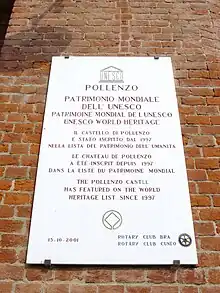 UNESCO
POLLENZO
PATRIMONIO MONDIALE
DELL'UNESCO
PATRIMOINE MONDIAL DE L'UNESCO
UNESCO WORLD HERITAGE
IL CASTELLO DI POLLENZO
È STATO ISCRITTO DAL 1997
NELLA LISTA DEL PATRIMONIO DELL'UMANITÀ
LE CHATEAU DE POLLENZO
A ÉTÉ INSCRIT DEPUIS 1997
DANS LA LISTE DU PATRIMOINE MONDIAL
THE POLLENZO CASTLE
HAS FEATURED ON THE WORLD
HERITAGE LIST SINCE 1997
15-10-2001
ROTARY CLUB BRA
ROTARY CLUB CUNEO